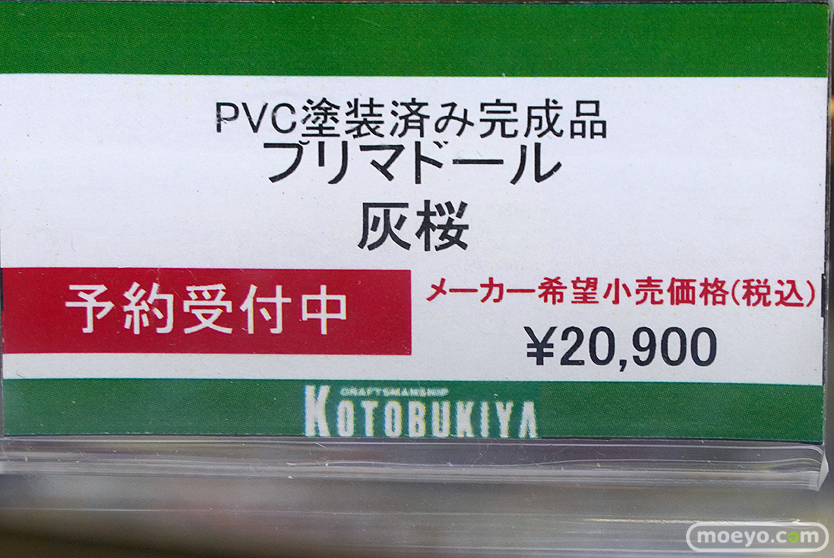 PVC塗装済み完成品
プリマドール
灰桜
予約受付中
メーカー希望小売価格(税込)
¥20,900
CRAFTSMANSHIP
KOTOBUKIYA
moeyo.com